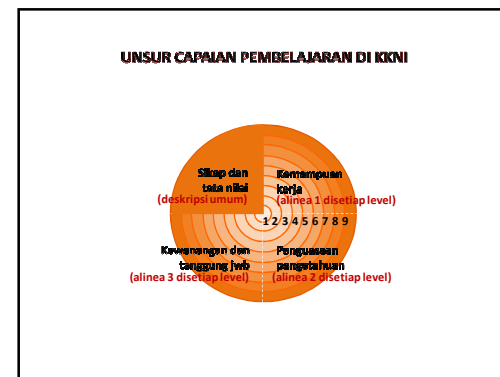 UNSUR CAPAIAN PEMBELAJARAN DI KKNI
Sikap dan
tata nilai
(deskripsi umum)
Kemampuan
kerja
(alinea 1 disetiap level)
1 2 3 4 5 6 7 8 9
Kewenangan dan
tanggung jwb
(alinea 3 disetiap level)
Penguasaan
pengetahuan
(alinea 2 disetiap level)